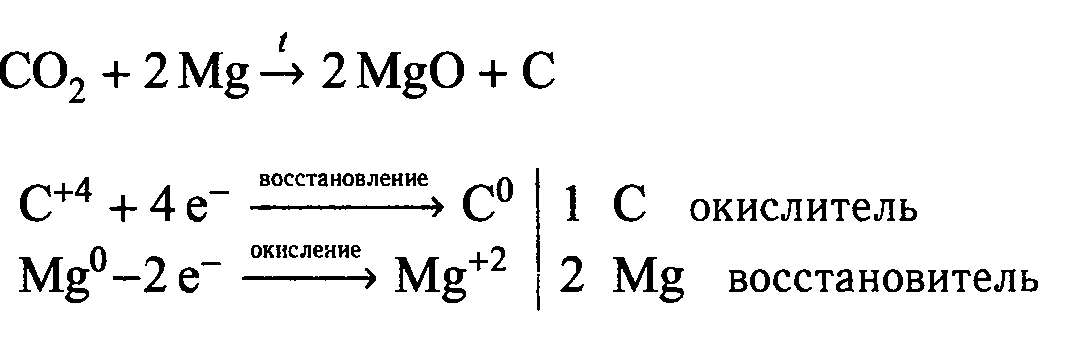 CO₂ + 2 Mg →ᵗ 2 MgO + C
C⁺⁴ + 4 e⁻ восстановление → C⁰ | 1 C окислитель
Mg⁰–2 e⁻ окисление → Mg⁺² | 2 Mg восстановитель